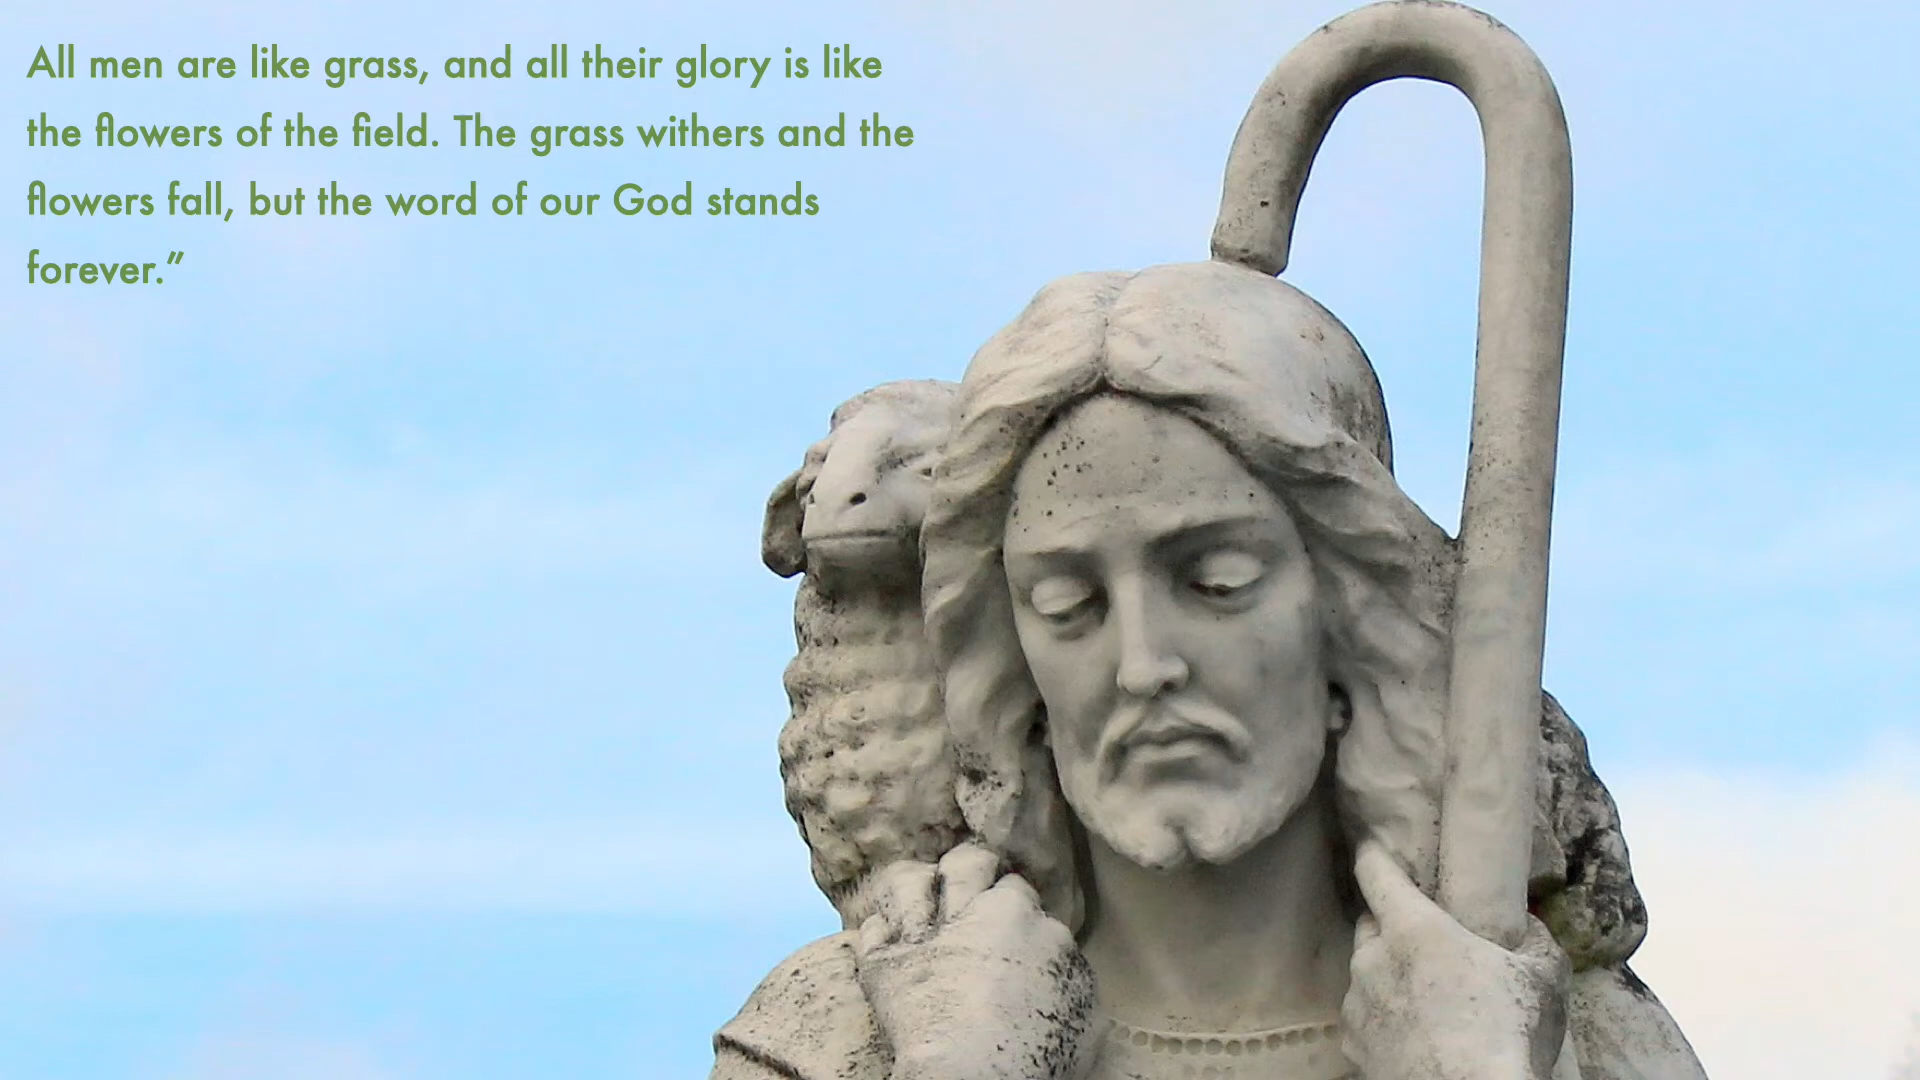 All men are like grass, and all their glory is like
the flowers of the field. The grass withers and the
flowers fall, but the word of our God stands
forever.”